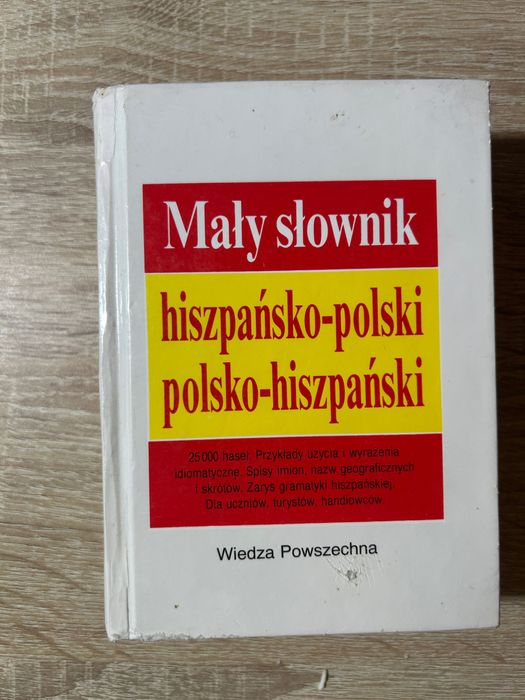 Mały słownik
hiszpańsko-polski
polsko-hiszpański
25 000 haseł. Przykłady użycia i wyrażenia
idiomatyczne. Spisy imion, nazw geograficznych
i skrótów. Zarys gramatyki hiszpańskiej.
Dla uczniów, turystów, handlowców.
Wiedza Powszechna